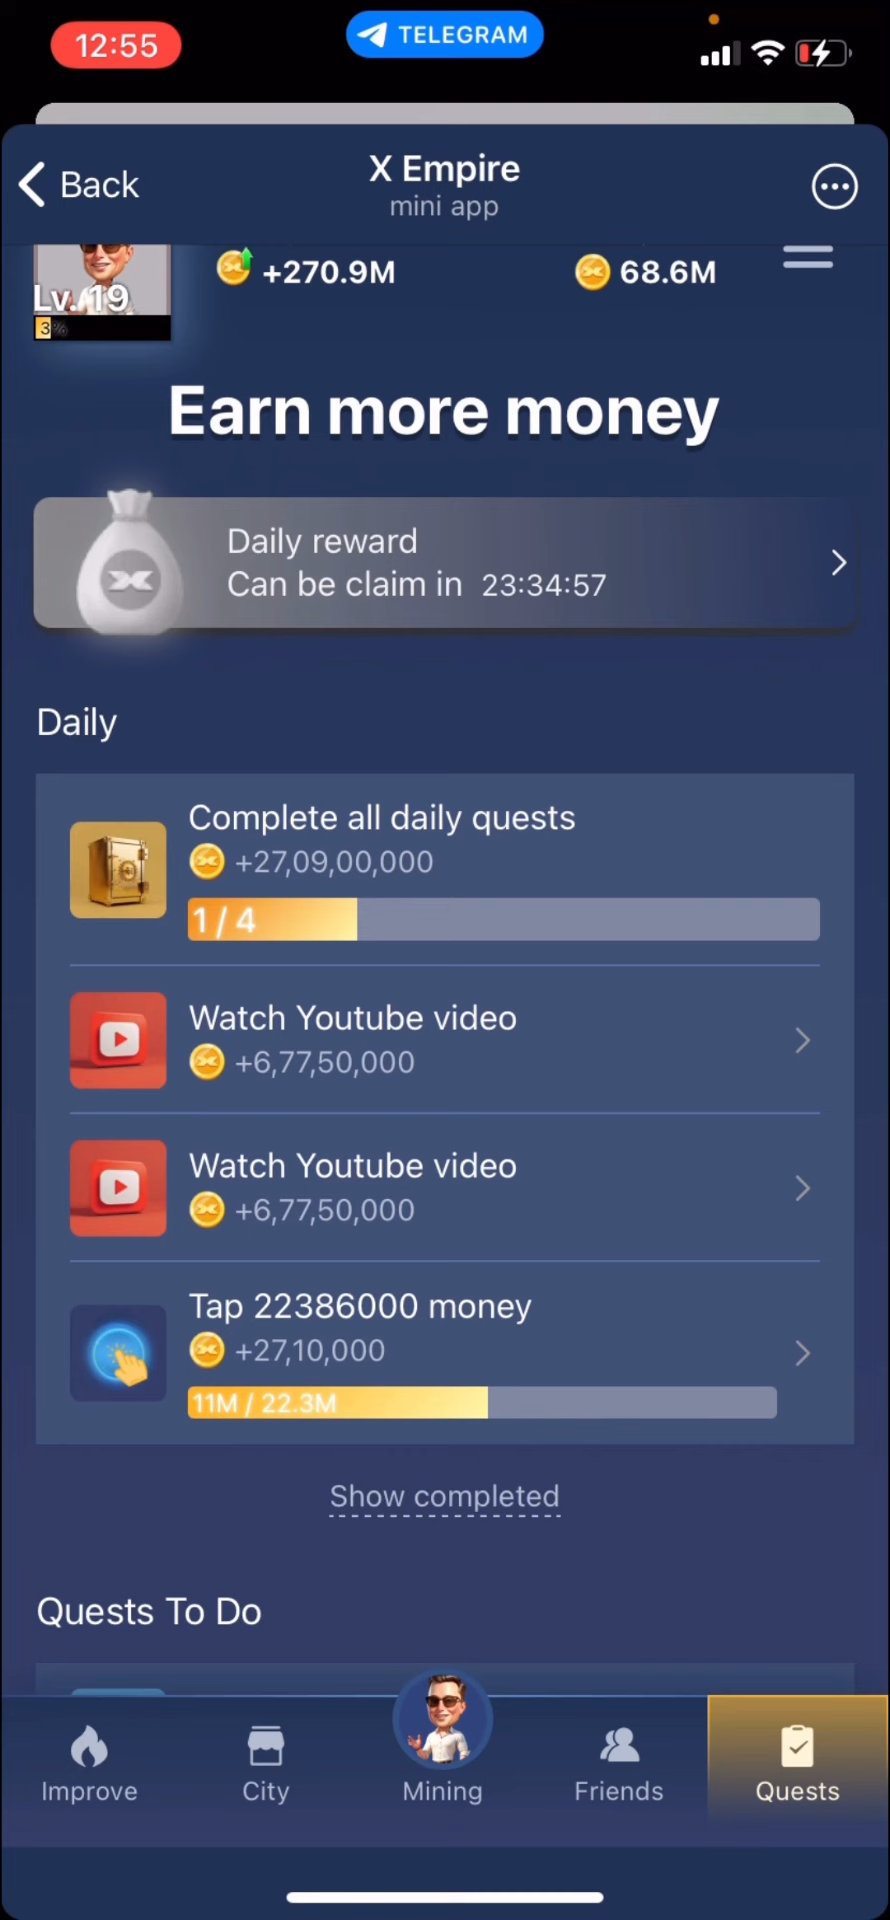 12:55
TELEGRAM
Back
X Empire
mini app
Lv. 19
3%
+270.9M
68.6M
Earn more money
Daily reward
Can be claim in 23:34:57
Daily
Complete all daily quests
+27,09,00,000
1 / 4
Watch Youtube video
+6,77,50,000
Watch Youtube video
+6,77,50,000
Tap 22386000 money
+27,10,000
11M / 22.3M
Show completed
Quests To Do
Improve
City
Mining
Friends
Quests